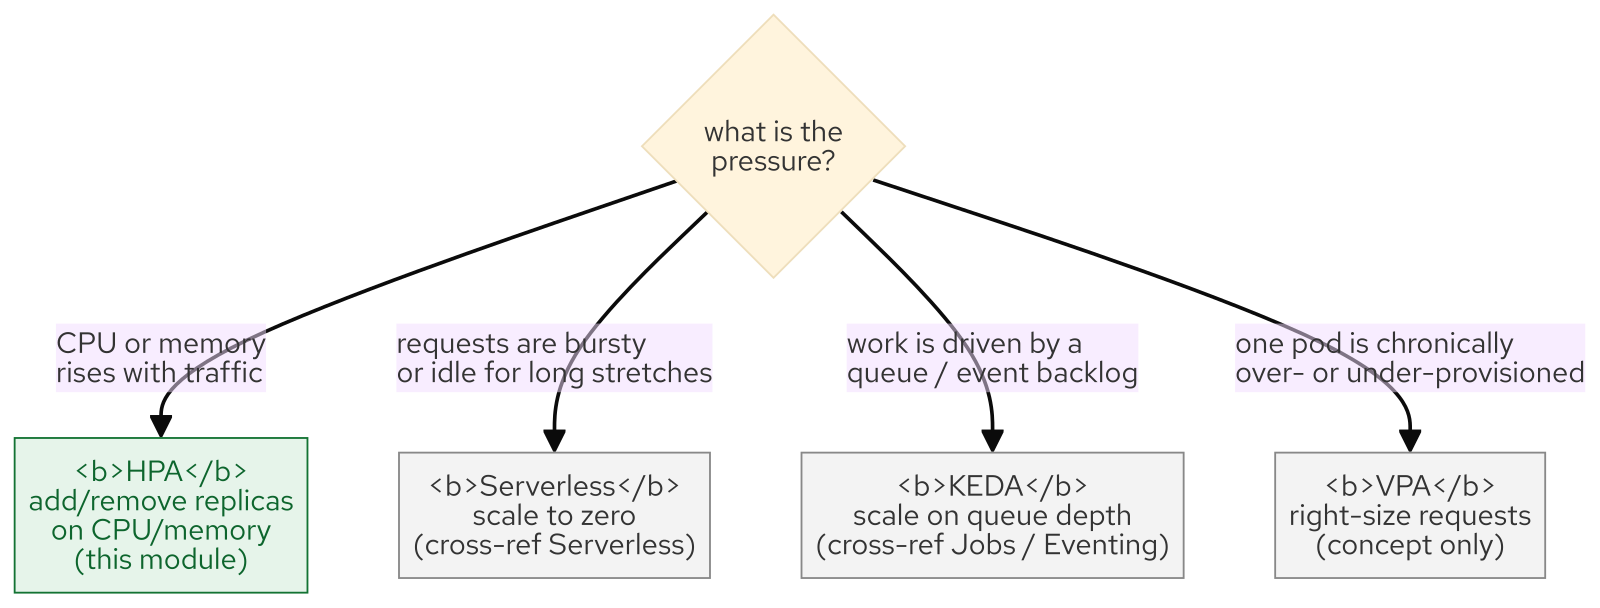 what is the
pressure?
CPU or memory
rises with traffic
requests are bursty
or idle for long stretches
work is driven by a
queue / event backlog
one pod is chronically
over- or under-provisioned
<b>HPA</b>
add/remove replicas
on CPU/memory
(this module)
<b>Serverless</b>
scale to zero
(cross-ref Serverless)
<b>KEDA</b>
scale on queue depth
(cross-ref Jobs / Eventing)
<b>VPA</b>
right-size requests
(concept only)